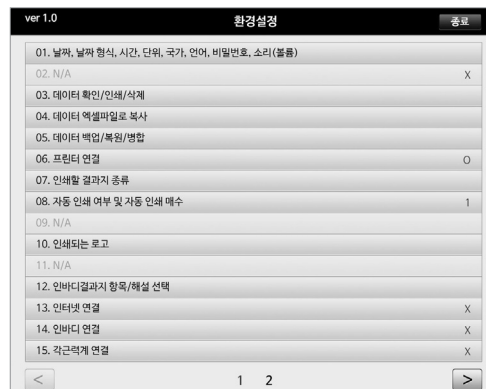 ver 1.0 환경설정 종료
01. 날짜, 날짜 형식, 시간, 단위, 국가, 언어, 비밀번호, 소리(볼륨)
02. N/A X
03. 데이터 확인/인쇄/삭제
04. 데이터 엑셀파일로 복사
05. 데이터 백업/복원/병합
06. 프린터 연결 O
07. 인쇄할 결과지 종류
08. 자동 인쇄 여부 및 자동 인쇄 매수 1
09. N/A
10. 인쇄되는 로고
11. N/A
12. 인바디결과지 항목/해설 선택
13. 인터넷 연결 X
14. 인바디 연결 X
15. 각근력계 연결 X
< 1 2 >